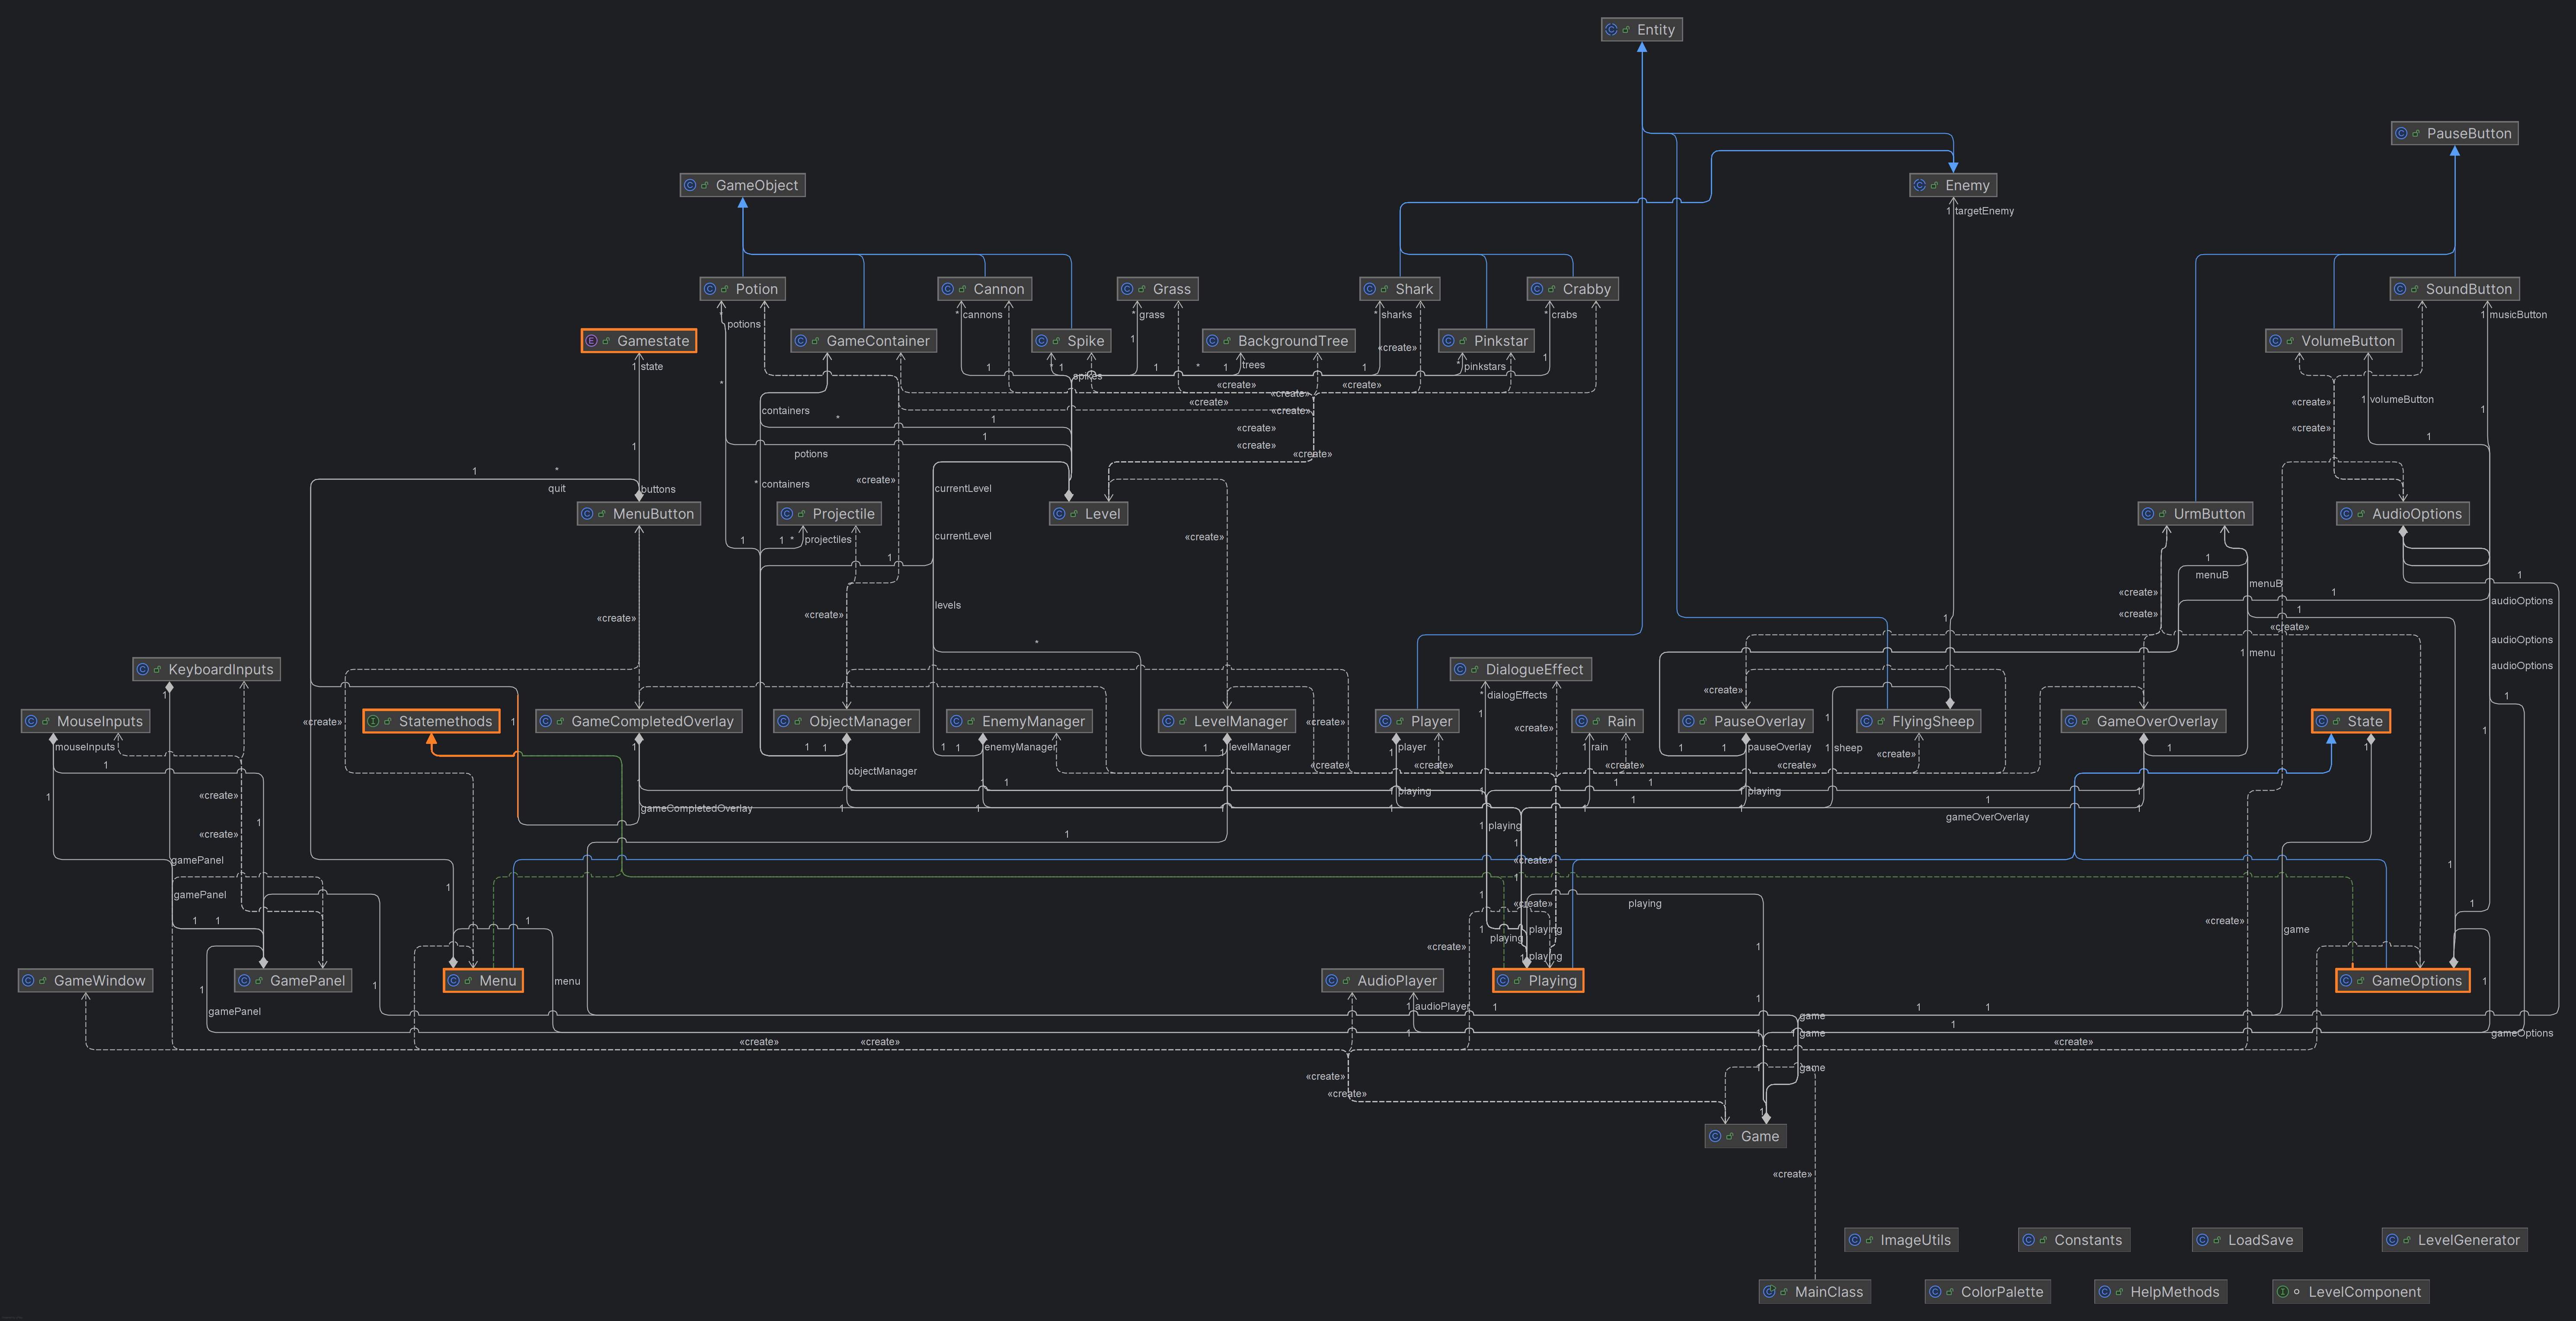 Entity
PauseButton
GameObject
Enemy
1 targetEnemy
Potion
Cannon
Grass
Shark
Crabby
SoundButton
potions
* cannons
* grass
* sharks
* crabs
1 musicButton
Gamestate
GameContainer
Spike
BackgroundTree
Pinkstar
VolumeButton
1 state
spikes
trees
pinkstars
«create»
«create»
«create»
«create»
«create»
«create»
«create»
1 volumeButton
containers
«create»
«create»
«create»
potions
«create»
quit
buttons
* containers
«create»
currentLevel
MenuButton
Projectile
Level
UrmButton
AudioOptions
projectiles
currentLevel
«create»
menuB
menuB
«create»
«create»
audioOptions
levels
«create»
«create»
«create»
audioOptions
audioOptions
1 menu
KeyboardInputs
DialogueEffect
«create»
* dialogEffects
MouseInputs
Statemethods
GameCompletedOverlay
ObjectManager
EnemyManager
LevelManager
Player
Rain
PauseOverlay
FlyingSheep
GameOverOverlay
State
«create»
«create»
«create»
mouseInputs
enemyManager
levelManager
player
1 rain
pauseOverlay
1 sheep
«create»
objectManager
«create»
«create»
«create»
«create»
«create»
playing
playing
gameCompletedOverlay
gameOverOverlay
«create»
1 playing
gamePanel
«create»
gamePanel
«create»
playing
playing
playing
«create»
playing
«create»
game
GameWindow
GamePanel
Menu
menu
AudioPlayer
Playing
GameOptions
gamePanel
1 audioPlayer
game
game
gameOptions
«create»
«create»
«create»
game
«create»
«create»
Game
«create»
ImageUtils
Constants
LoadSave
LevelGenerator
MainClass
ColorPalette
HelpMethods
LevelComponent